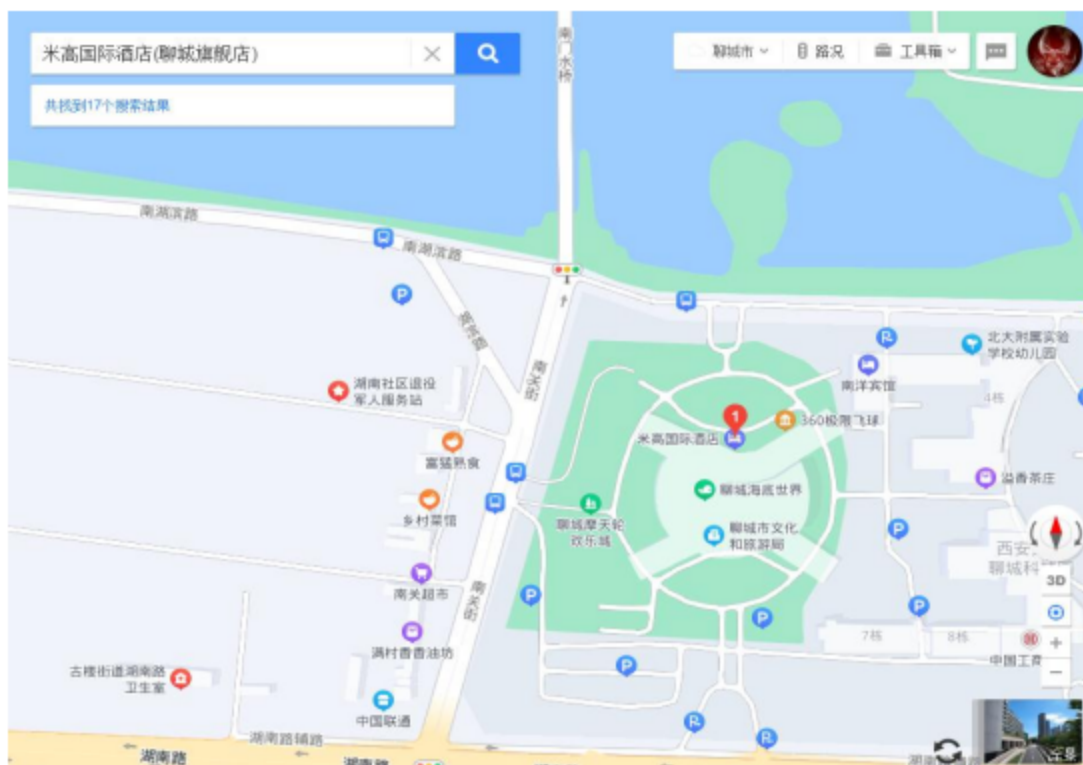 米高国际酒店(聊城旗舰店)
共找到17个搜索结果
聊城市
路况
工具箱
南门水桥
南湖滨路
南湖滨路
P
南关街
湖南社区退役
军人服务站
富猛熟食
乡村菜馆
南关超市
满村香香油坊
古楼街道湖南路
卫生室
中国联通
南关街
湖南路辅路
湖南路
湖南路
1
米高国际酒店
360极限飞球
聊城海底世界
聊城摩天轮
欢乐城
聊城市文化
和旅游局
南洋宾馆
北大附属实验
学校幼儿园
4栋
溢香茶庄
西安
聊城科
7栋
8栋
中国工商
P
P
P
P
P
3D
全景